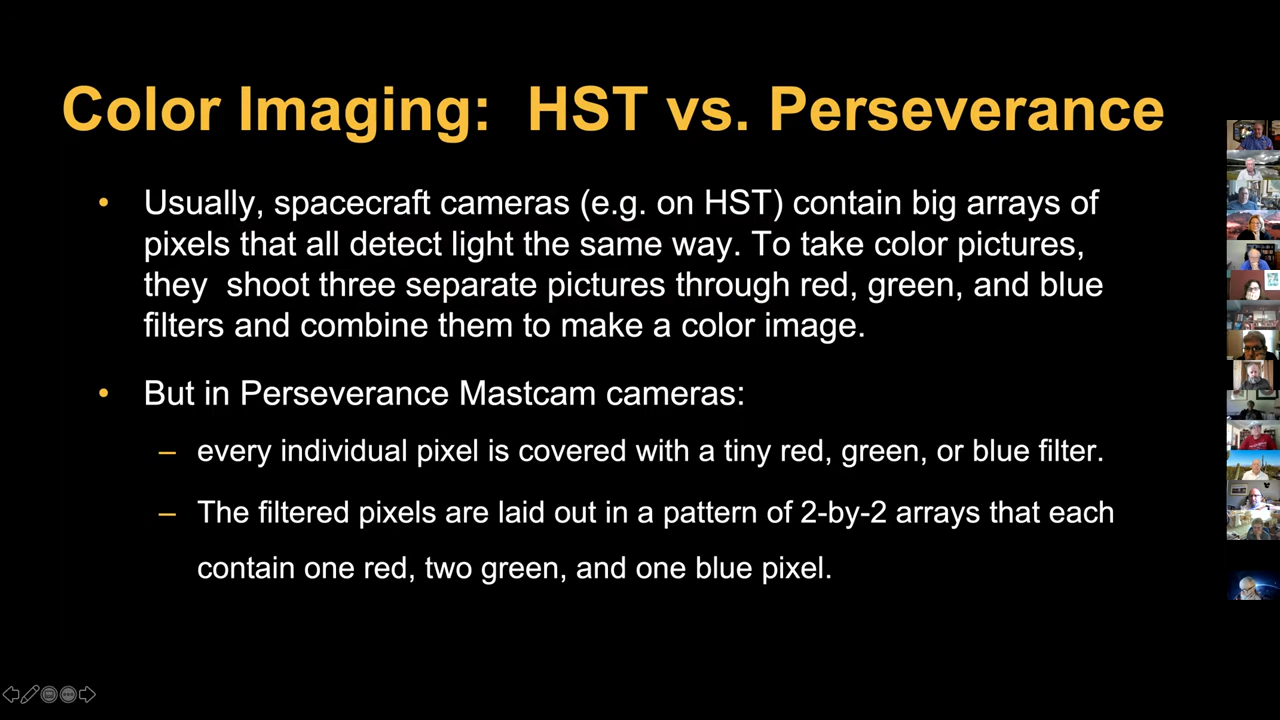 Color Imaging:  HST vs. Perseverance
• Usually, spacecraft cameras (e.g. on HST) contain big arrays of
pixels that all detect light the same way. To take color pictures,
they  shoot three separate pictures through red, green, and blue
filters and combine them to make a color image.
• But in Perseverance Mastcam cameras:
– every individual pixel is covered with a tiny red, green, or blue filter.
– The filtered pixels are laid out in a pattern of 2-by-2 arrays that each
contain one red, two green, and one blue pixel.